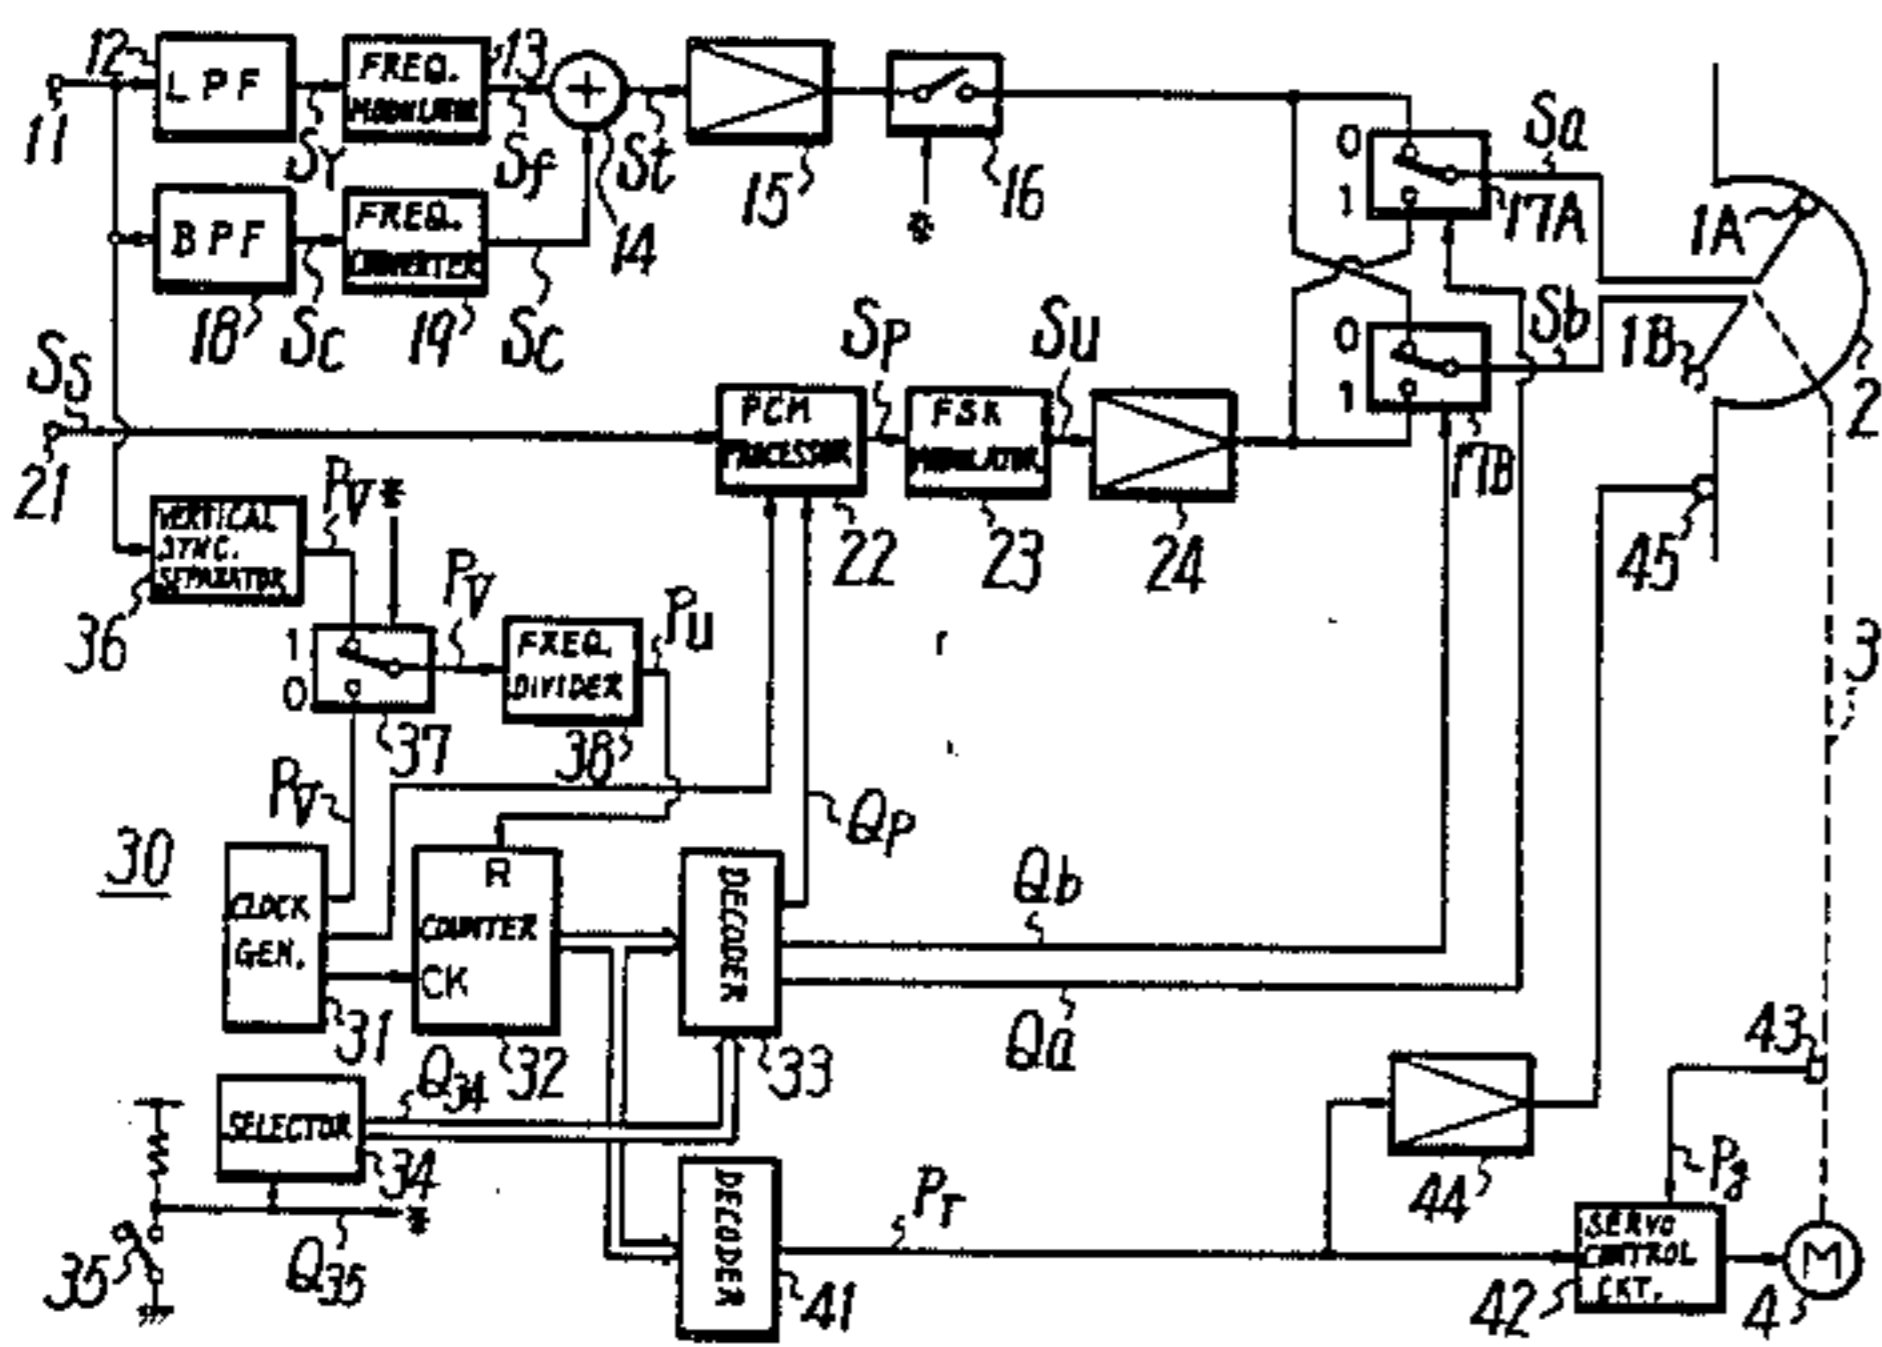 12
LPF
FREQ.
MODULATOR
13
+
11
SY
Sf
14
St
15
16
*
0
1
17A
Sa
1A
BPF
FREQ.
CONVERTER
18
SC
19
SC
SS
21
PCM
PROCESSOR
SP
FSK
MODULATOR
SU
22
23
24
0
1
17B
Sb
1B
2
45
VERTICAL
SYNC.
SEPARATOR
36
PV
*
1
0
37
PV
FREQ.
DIVIDER
38
PU
3
PV
30
CLOCK
GEN.
31
R
COUNTER
CK
32
DECODER
33
QP
Qb
Qa
43
SELECTOR
34
Q34
35
Q35
*
DECODER
41
PT
44
Pg
SERVO
CONTROL
CKT.
42
M
4